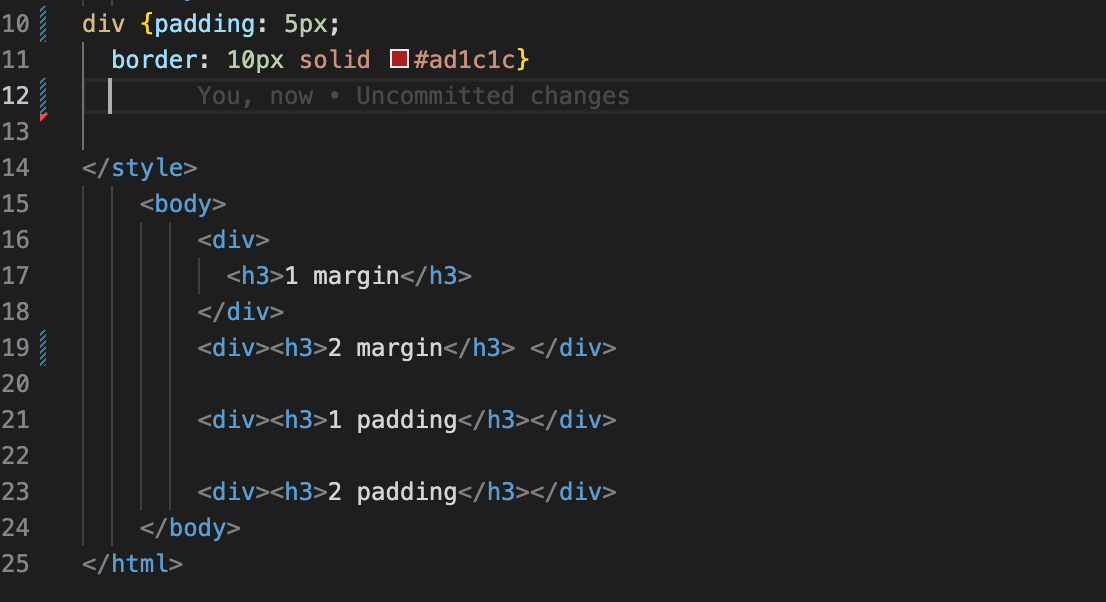 10 div {padding: 5px;
11 border: 10px solid #ad1c1c}
12 You, now • Uncommitted changes
13
14 </style>
15 <body>
16 <div>
17 <h3>1 margin</h3>
18 </div>
19 <div><h3>2 margin</h3> </div>
20
21 <div><h3>1 padding</h3></div>
22
23 <div><h3>2 padding</h3></div>
24 </body>
25 </html>